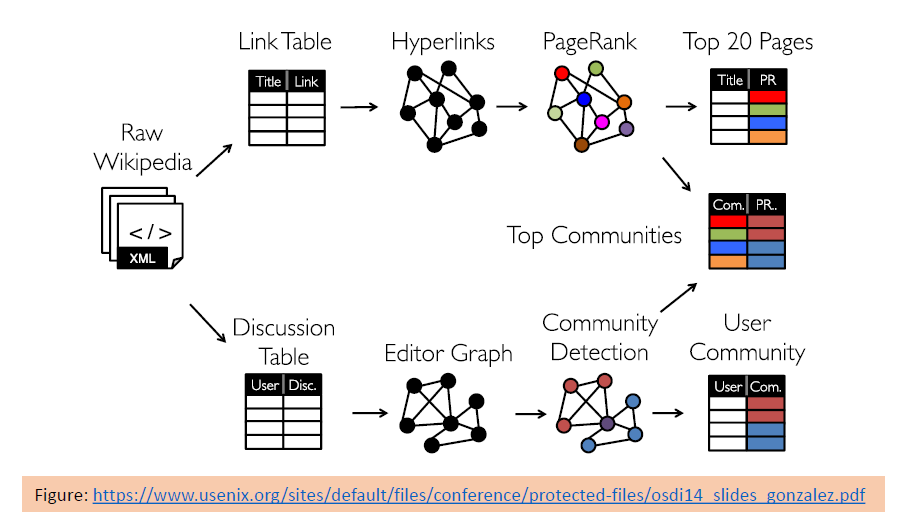 Link Table
Hyperlinks
PageRank
Top 20 Pages
Title Link
Title PR
Raw
Wikipedia
</>
XML
Com. PR..
Top Communities
Discussion
Table
Editor Graph
Community
Detection
User
Community
User Disc.
User Com.
Figure: https://www.usenix.org/sites/default/files/conference/protected-files/osdi14_slides_gonzalez.pdf